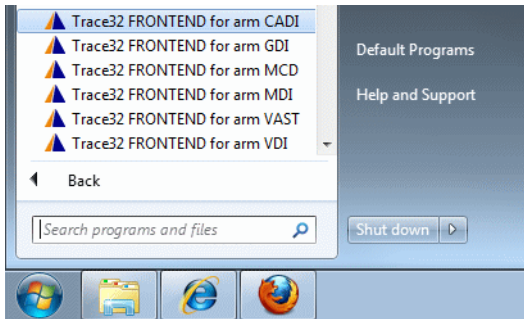 Trace32 FRONTEND for arm CADI
Trace32 FRONTEND for arm GDI
Trace32 FRONTEND for arm MCD
Trace32 FRONTEND for arm MDI
Trace32 FRONTEND for arm VAST
Trace32 FRONTEND for arm VDI
Back
Search programs and files
Default Programs
Help and Support
Shut down